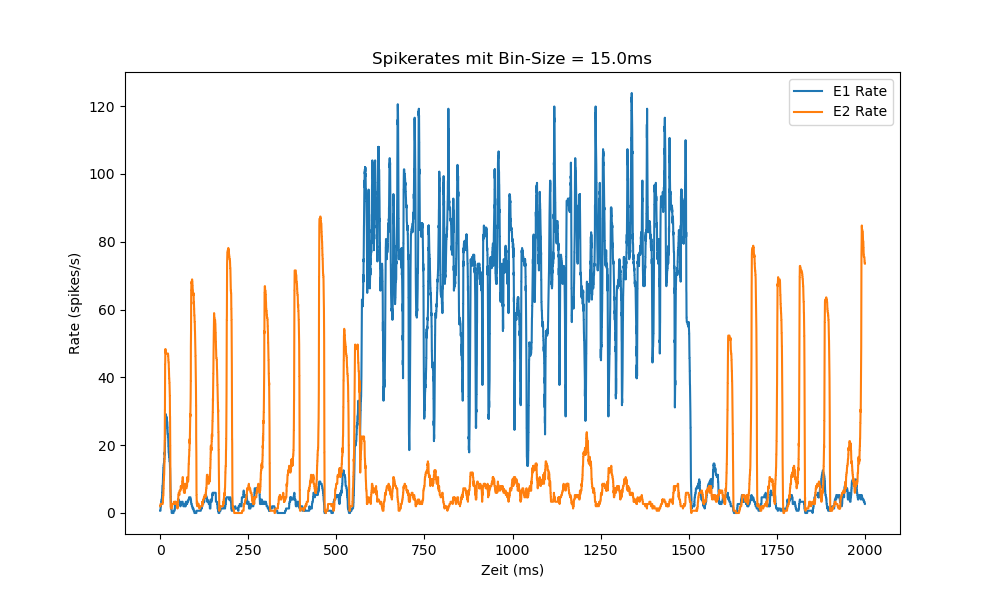 Spikerates mit Bin-Size = 15.0ms
E1 Rate
E2 Rate
120
100
80
60
40
20
0
Rate (spikes/s)
0 250 500 750 1000 1250 1500 1750 2000
Zeit (ms)